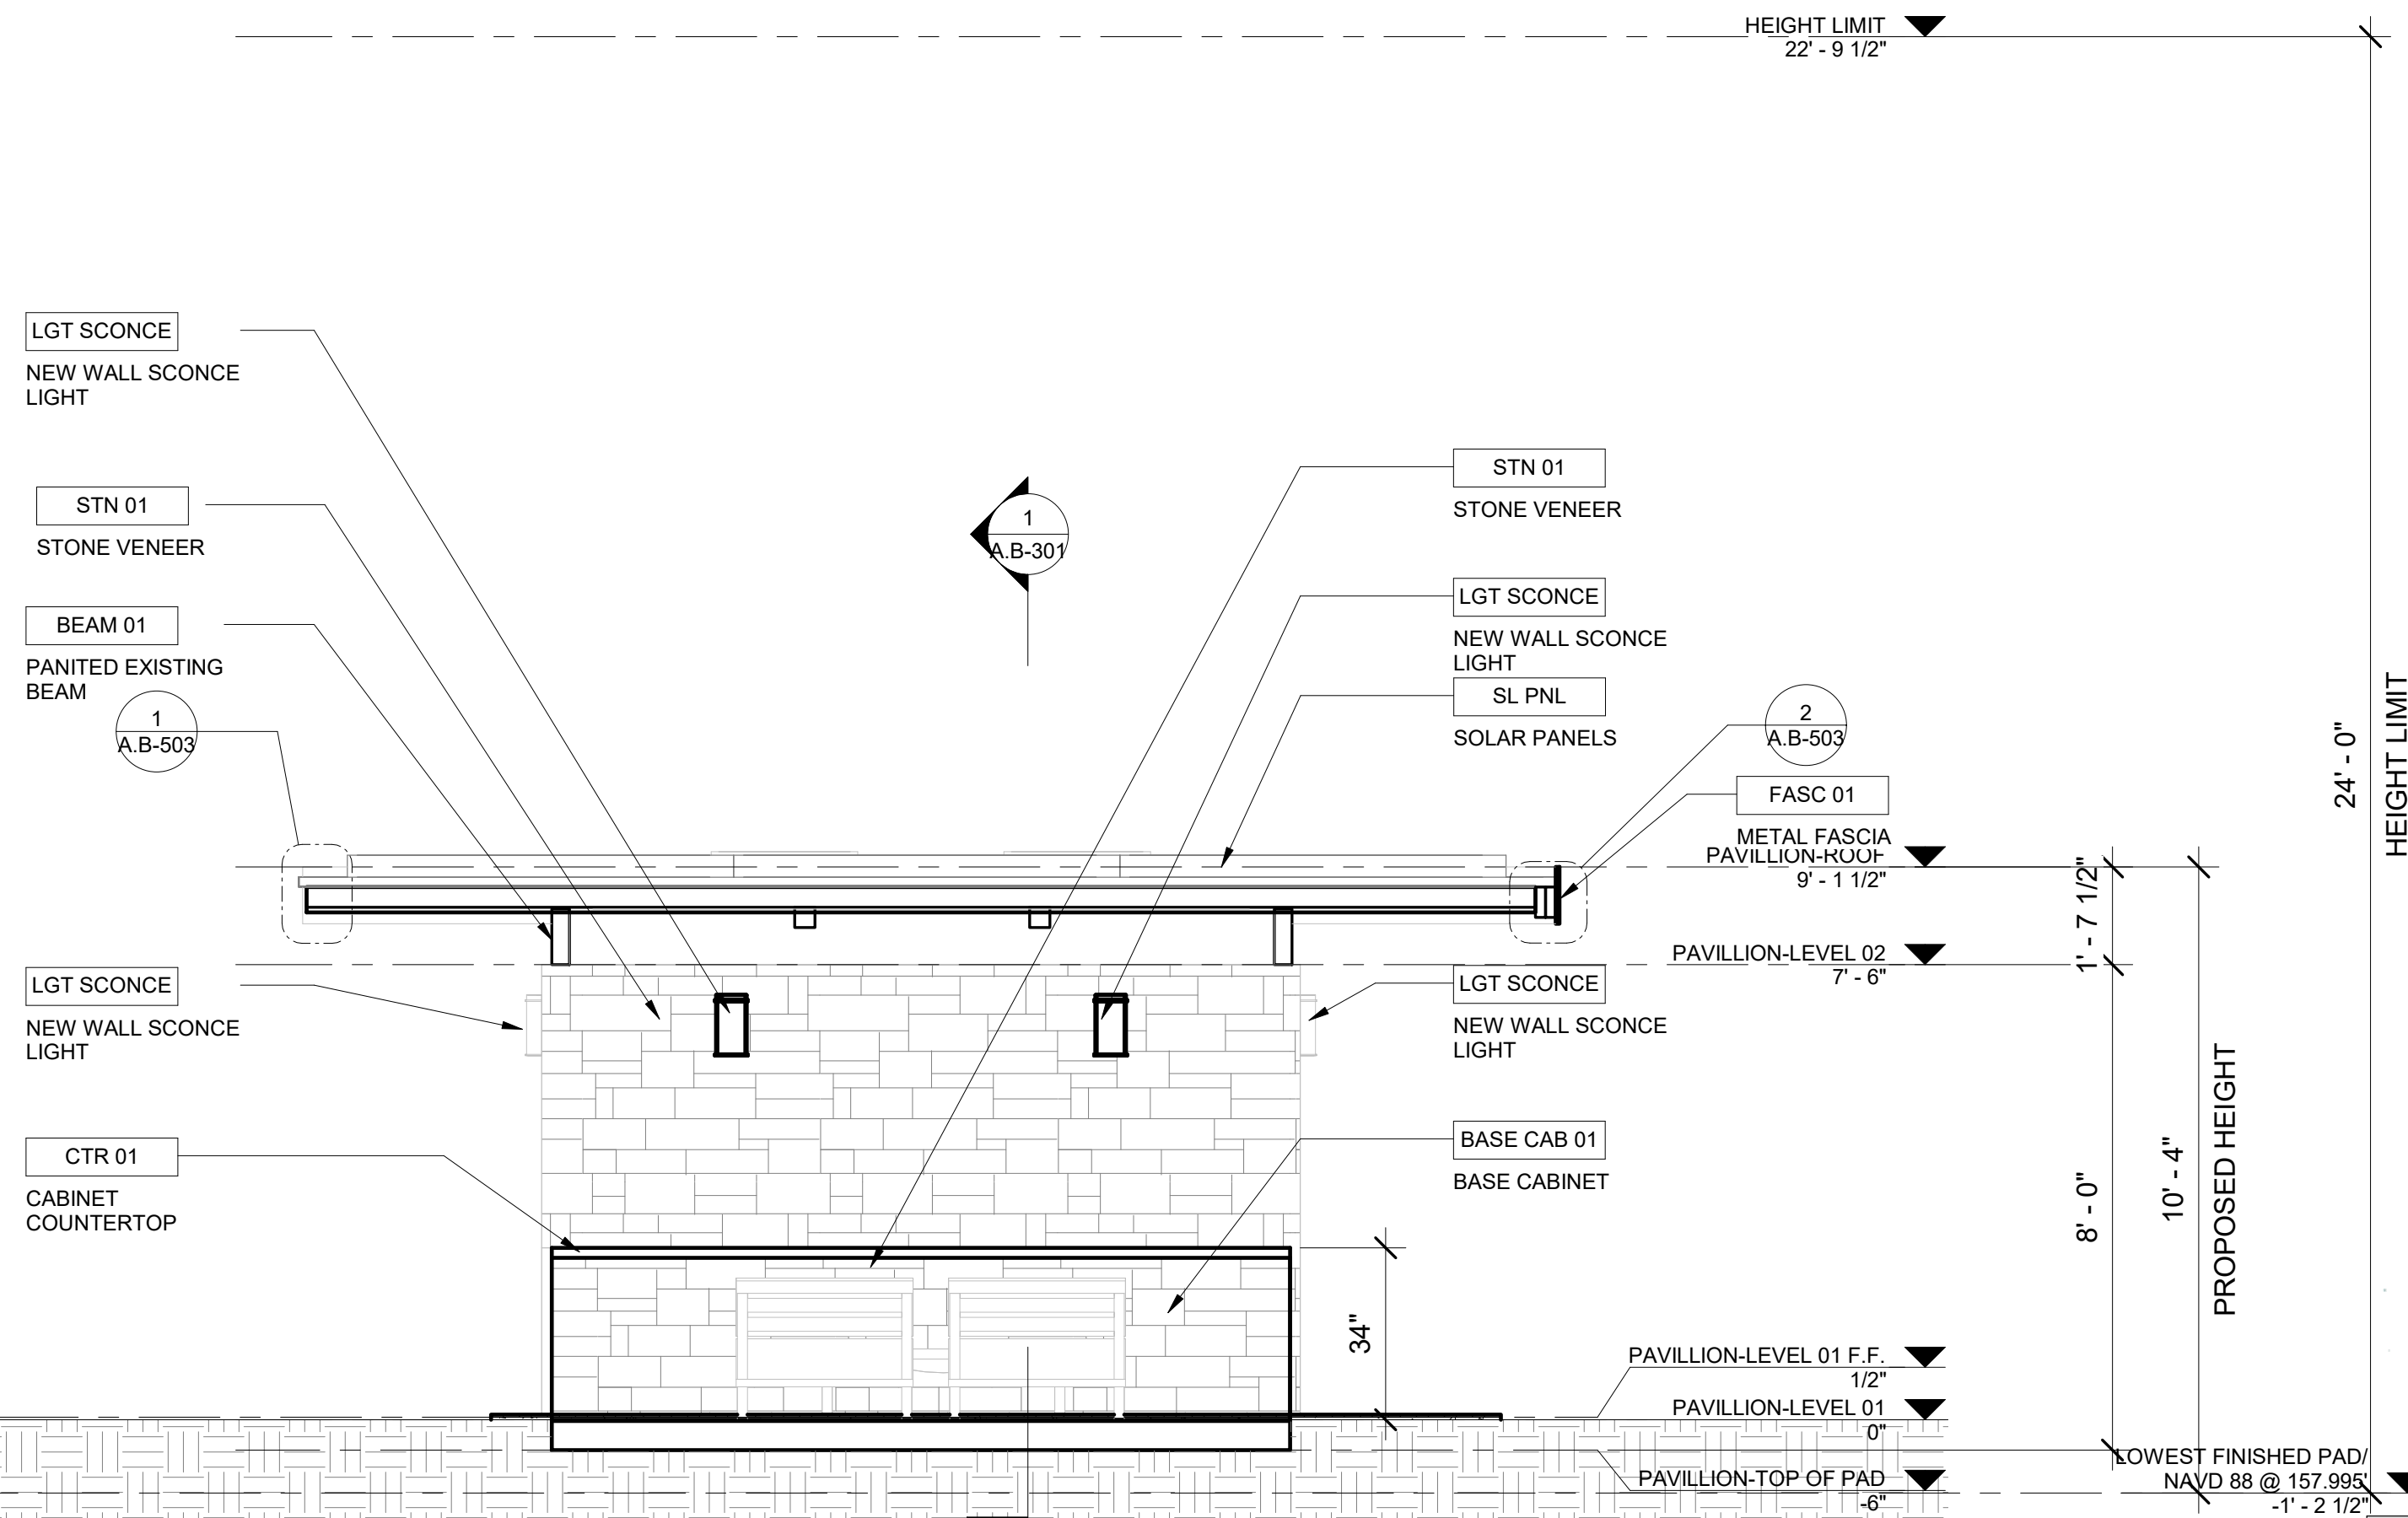 HEIGHT LIMIT
22' - 9 1/2"
LGT SCONCE
NEW WALL SCONCE
LIGHT
STN 01
STONE VENEER
BEAM 01
PANITED EXISTING
BEAM
1
A.B-503
1
A.B-301
STN 01
STONE VENEER
LGT SCONCE
NEW WALL SCONCE
LIGHT
SL PNL
SOLAR PANELS
2
A.B-503
FASC 01
METAL FASCIA
PAVILLION-ROOF
9' - 1 1/2"
PAVILLION-LEVEL 02
7' - 6"
LGT SCONCE
NEW WALL SCONCE
LIGHT
LGT SCONCE
NEW WALL SCONCE
LIGHT
CTR 01
CABINET
COUNTERTOP
BASE CAB 01
BASE CABINET
34"
PAVILLION-LEVEL 01 F.F.
1/2"
PAVILLION-LEVEL 01
0"
PAVILLION-TOP OF PAD
-6"
1' - 7 1/2"
8' - 0"
10' - 4"
PROPOSED HEIGHT
24' - 0"
HEIGHT LIMIT
LOWEST FINISHED PAD/
NAVD 88 @ 157.995'
-1' - 2 1/2"